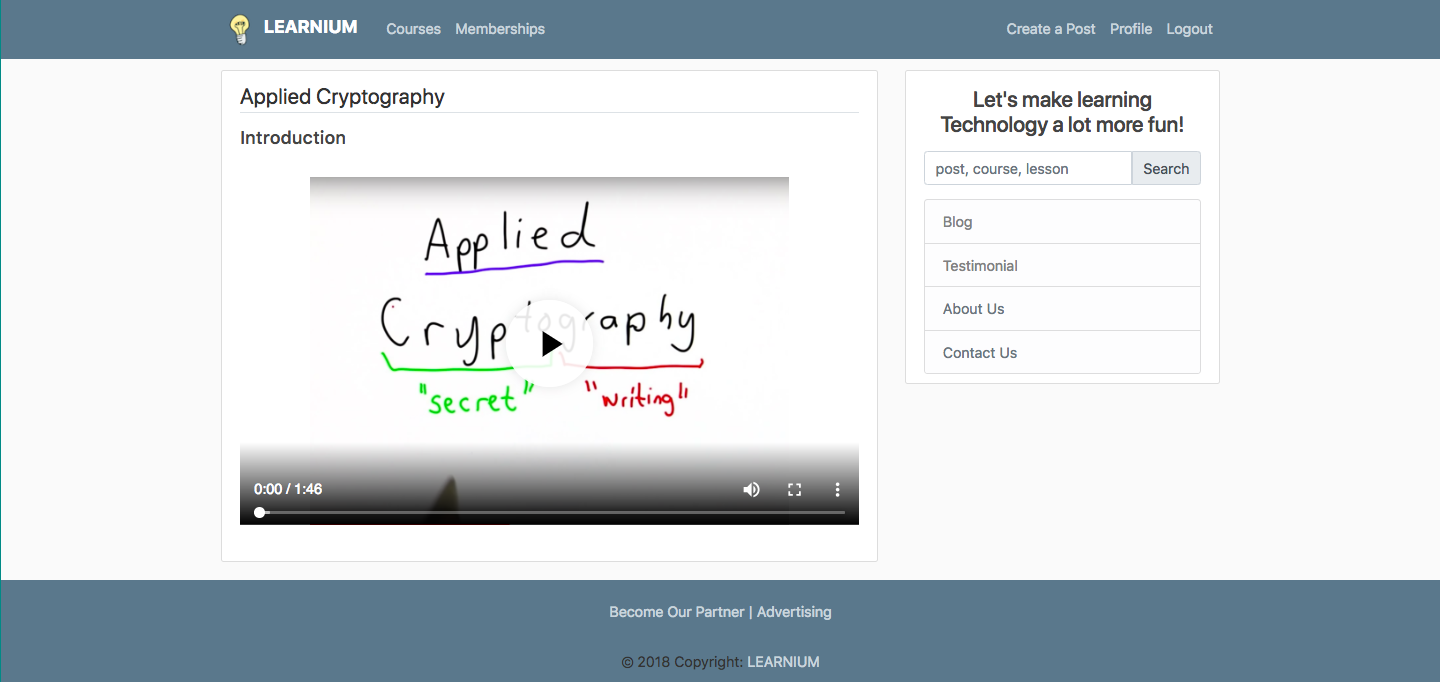 LEARNIUM Courses Memberships Create a Post Profile Logout
Applied Cryptography
Introduction
Applied
Cryptography
"secret" "writing"
0:00 / 1:46
Let's make learning
Technology a lot more fun!
post, course, lesson Search
Blog
Testimonial
About Us
Contact Us
Become Our Partner | Advertising
© 2018 Copyright: LEARNIUM